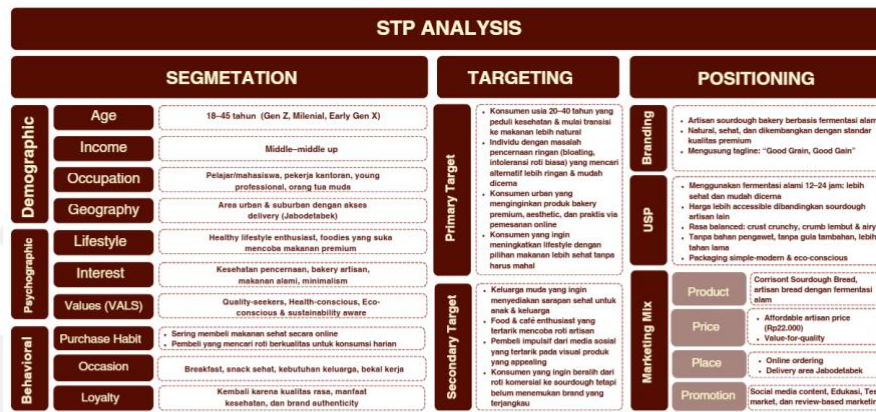 STP ANALYSIS
SEGMETATION
Demographic
Age
18–45 tahun (Gen Z, Milenial, Early Gen X)
Income
Middle–middle up
Occupation
Pelajar/mahasiswa, pekerja kantoran, young
professional, orang tua muda
Geography
Area urban & suburban dengan akses
delivery (Jabodetabek)
Psychographic
Lifestyle
Healthy lifestyle enthusiast, foodies yang suka
mencoba makanan premium
Interest
Kesehatan pencernaan, bakery artisan,
makanan alami, minimalism
Values (VALS)
Quality-seekers, Health-conscious, Eco-
conscious & sustainability aware
Behavioral
Purchase Habit
• Sering membeli makanan sehat secara online
• Pembeli yang mencari roti berkualitas untuk konsumsi harian
Occasion
Breakfast, snack sehat, kebutuhan keluarga, bekal kerja
Loyalty
Kembali karena kualitas rasa, manfaat
kesehatan, dan brand authenticity
TARGETING
Primary Target
• Konsumen usia 20–40 tahun yang
peduli kesehatan & mulai transisi
ke makanan lebih natural
• Individu dengan masalah
pencernaan ringan (bloating,
intoleransi roti biasa) yang mencari
alternatif lebih ringan & mudah
dicerna
• Konsumen urban yang
menginginkan produk bakery
premium, aesthetic, dan praktis via
pemesanan online
• Konsumen yang ingin
meningkatkan lifestyle dengan
pilihan makanan lebih sehat tanpa
harus mahal
Secondary Target
• Keluarga muda yang ingin
menyediakan sarapan sehat untuk
anak & keluarga
• Food & café enthusiast yang
tertarik mencoba roti artisan
• Pembeli impulsif dari media sosial
yang tertarik pada visual produk
yang appealing
• Konsumen yang ingin beralih dari
roti komersial ke sourdough tetapi
belum menemukan brand yang
terjangkau
POSITIONING
Branding
• Artisan sourdough bakery berbasis fermentasi alam
• Natural, sehat, dan dikembangkan dengan standar
kualitas premium
• Mengusung tagline: “Good Grain, Good Gain”
USP
• Menggunakan fermentasi alami 12–24 jam: lebih
sehat dan mudah dicerna
• Harga lebih accessible dibandingkan sourdough
artisan lain
• Rasa balanced: crust crunchy, crumb lembut & airy
• Tanpa bahan pengawet, tanpa gula tambahan, lebih
tahan lama
• Packaging simple-modern & eco-conscious
Marketing Mix
Product
Corrisont Sourdough Bread,
artisan bread dengan fermentasi
alam
Price
• Affordable artisan price
(Rp22.000)
• Value-for-quality
Place
• Online ordering
• Delivery area Jabodetabek
Promotion
Social media content, Edukasi, Tes
market, dan review-based marketin